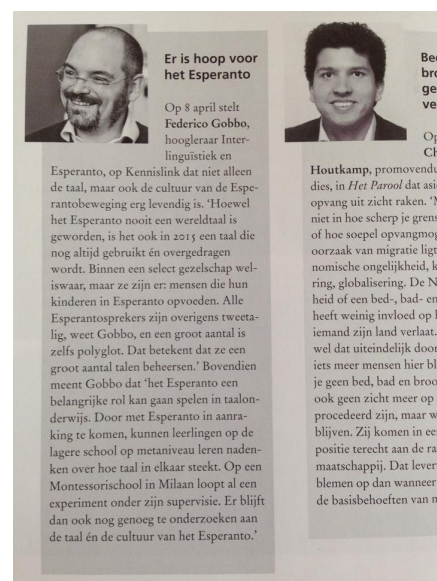 Er is hoop voor
het Esperanto
Op 8 april stelt
Federico Gobbo,
hoogleraar Inter-
linguïstiek en
Esperanto, op Kennislink dat niet alleen
de taal, maar ook de cultuur van de Espe-
rantobeweging erg levendig is. ‘Hoewel
het Esperanto nooit een wereldtaal is
geworden, is het ook in 2015 een taal die
nog altijd gebruikt én overgedragen
wordt. Binnen een select gezelschap wel-
iswaar, maar ze zijn er: mensen die hun
kinderen in Esperanto opvoeden. Alle
Esperantosprekers zijn overigens tweeta-
lig, weet Gobbo, en een groot aantal is
zelfs polyglot. Dat betekent dat ze een
groot aantal talen beheersen.’ Bovendien
meent Gobbo dat ‘het Esperanto een
belangrijke rol kan gaan spelen in taalon-
derwijs. Door met Esperanto in aanra-
king te komen, kunnen leerlingen op de
lagere school op metaniveau leren naden-
ken over hoe taal in elkaar steekt. Op een
Montessorischool in Milaan loopt al een
experiment onder zijn supervisie. Er blijft
dan ook nog genoeg te onderzoeken aan
de taal én de cultuur van het Esperanto.’
Bee
bro
ge
ve
Op
Ch
Houtkamp, promovendu
dies, in Het Parool dat asi
opvang uit zicht raken. ‘M
niet in hoe scherp je grens
of hoe soepel opvangmog
oorzaak van migratie ligt
nomische ongelijkheid, k
ring, globalisering. De N
heid of een bed-, bad- en
heeft weinig invloed op
iemand zijn land verlaat.
wel dat uiteindelijk door
iets meer mensen hier bl
je geen bed, bad en broo
ook geen zicht meer op
procedeerd zijn, maar w
blijven. Zij komen in ee
positie terecht aan de ra
maatschappij. Dat lever
blemen op dan wanneer
de basisbehoeften van m